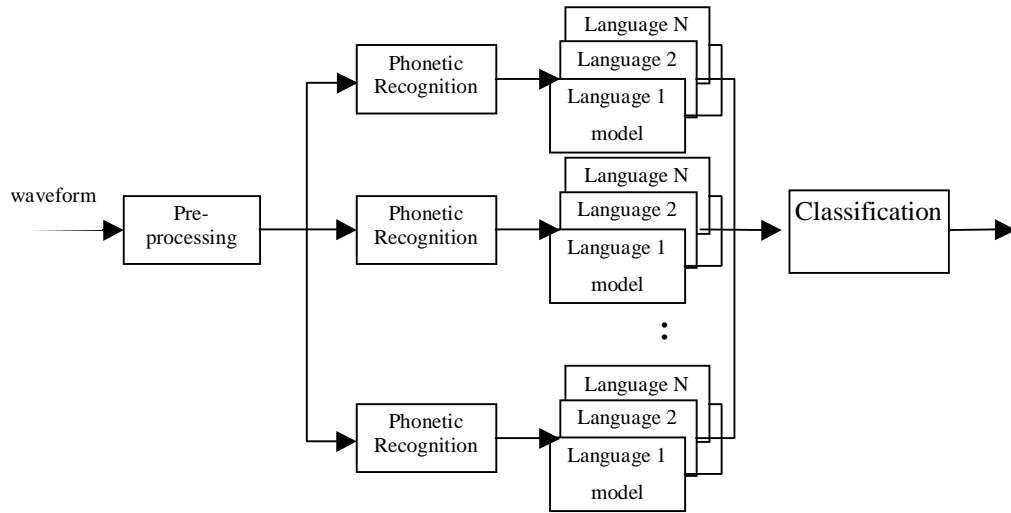 waveform
Pre-
processing
Phonetic
Recognition
Language N
Language 2
Language 1
model
Phonetic
Recognition
Language N
Language 2
Language 1
model
:
Phonetic
Recognition
Language N
Language 2
Language 1
model
Classification